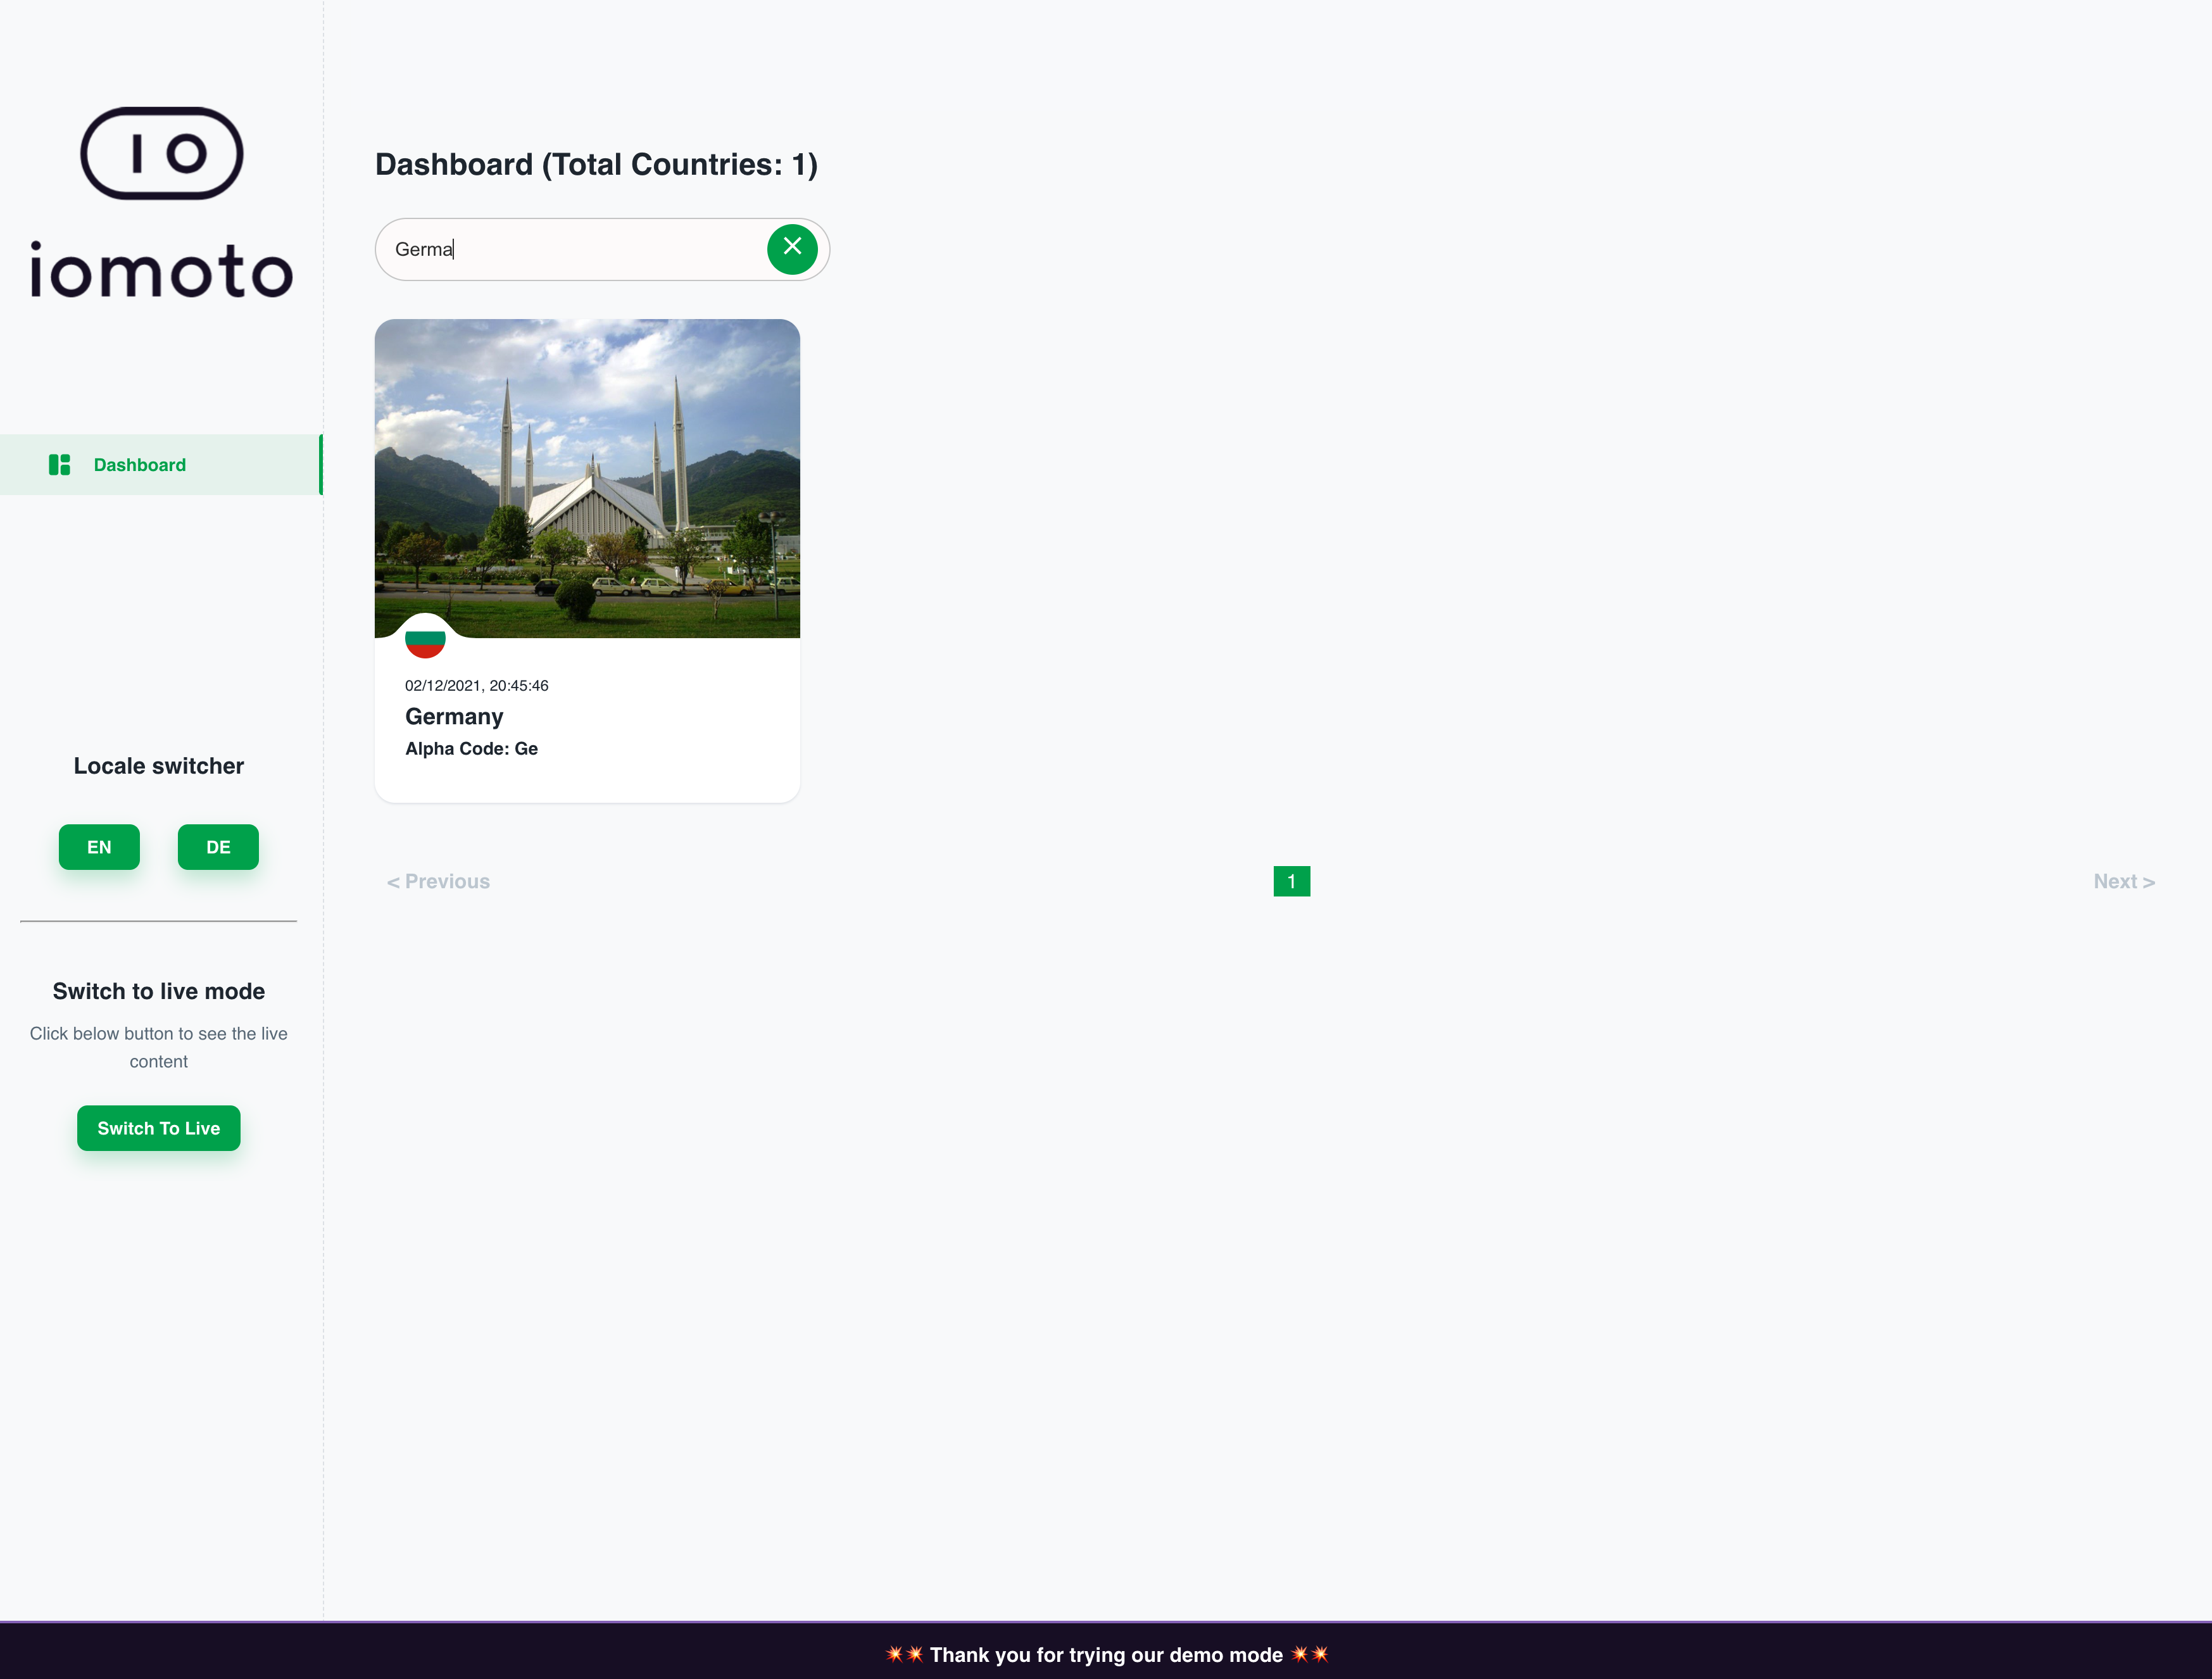 IO
iomoto
Dashboard
Locale switcher
EN
DE
Switch to live mode
Click below button to see the live
content
Switch To Live
Dashboard (Total Countries: 1)
Germa
02/12/2021, 20:45:46
Germany
Alpha Code: Ge
< Previous
1
Next >
💥💥 Thank you for trying our demo mode 💥💥